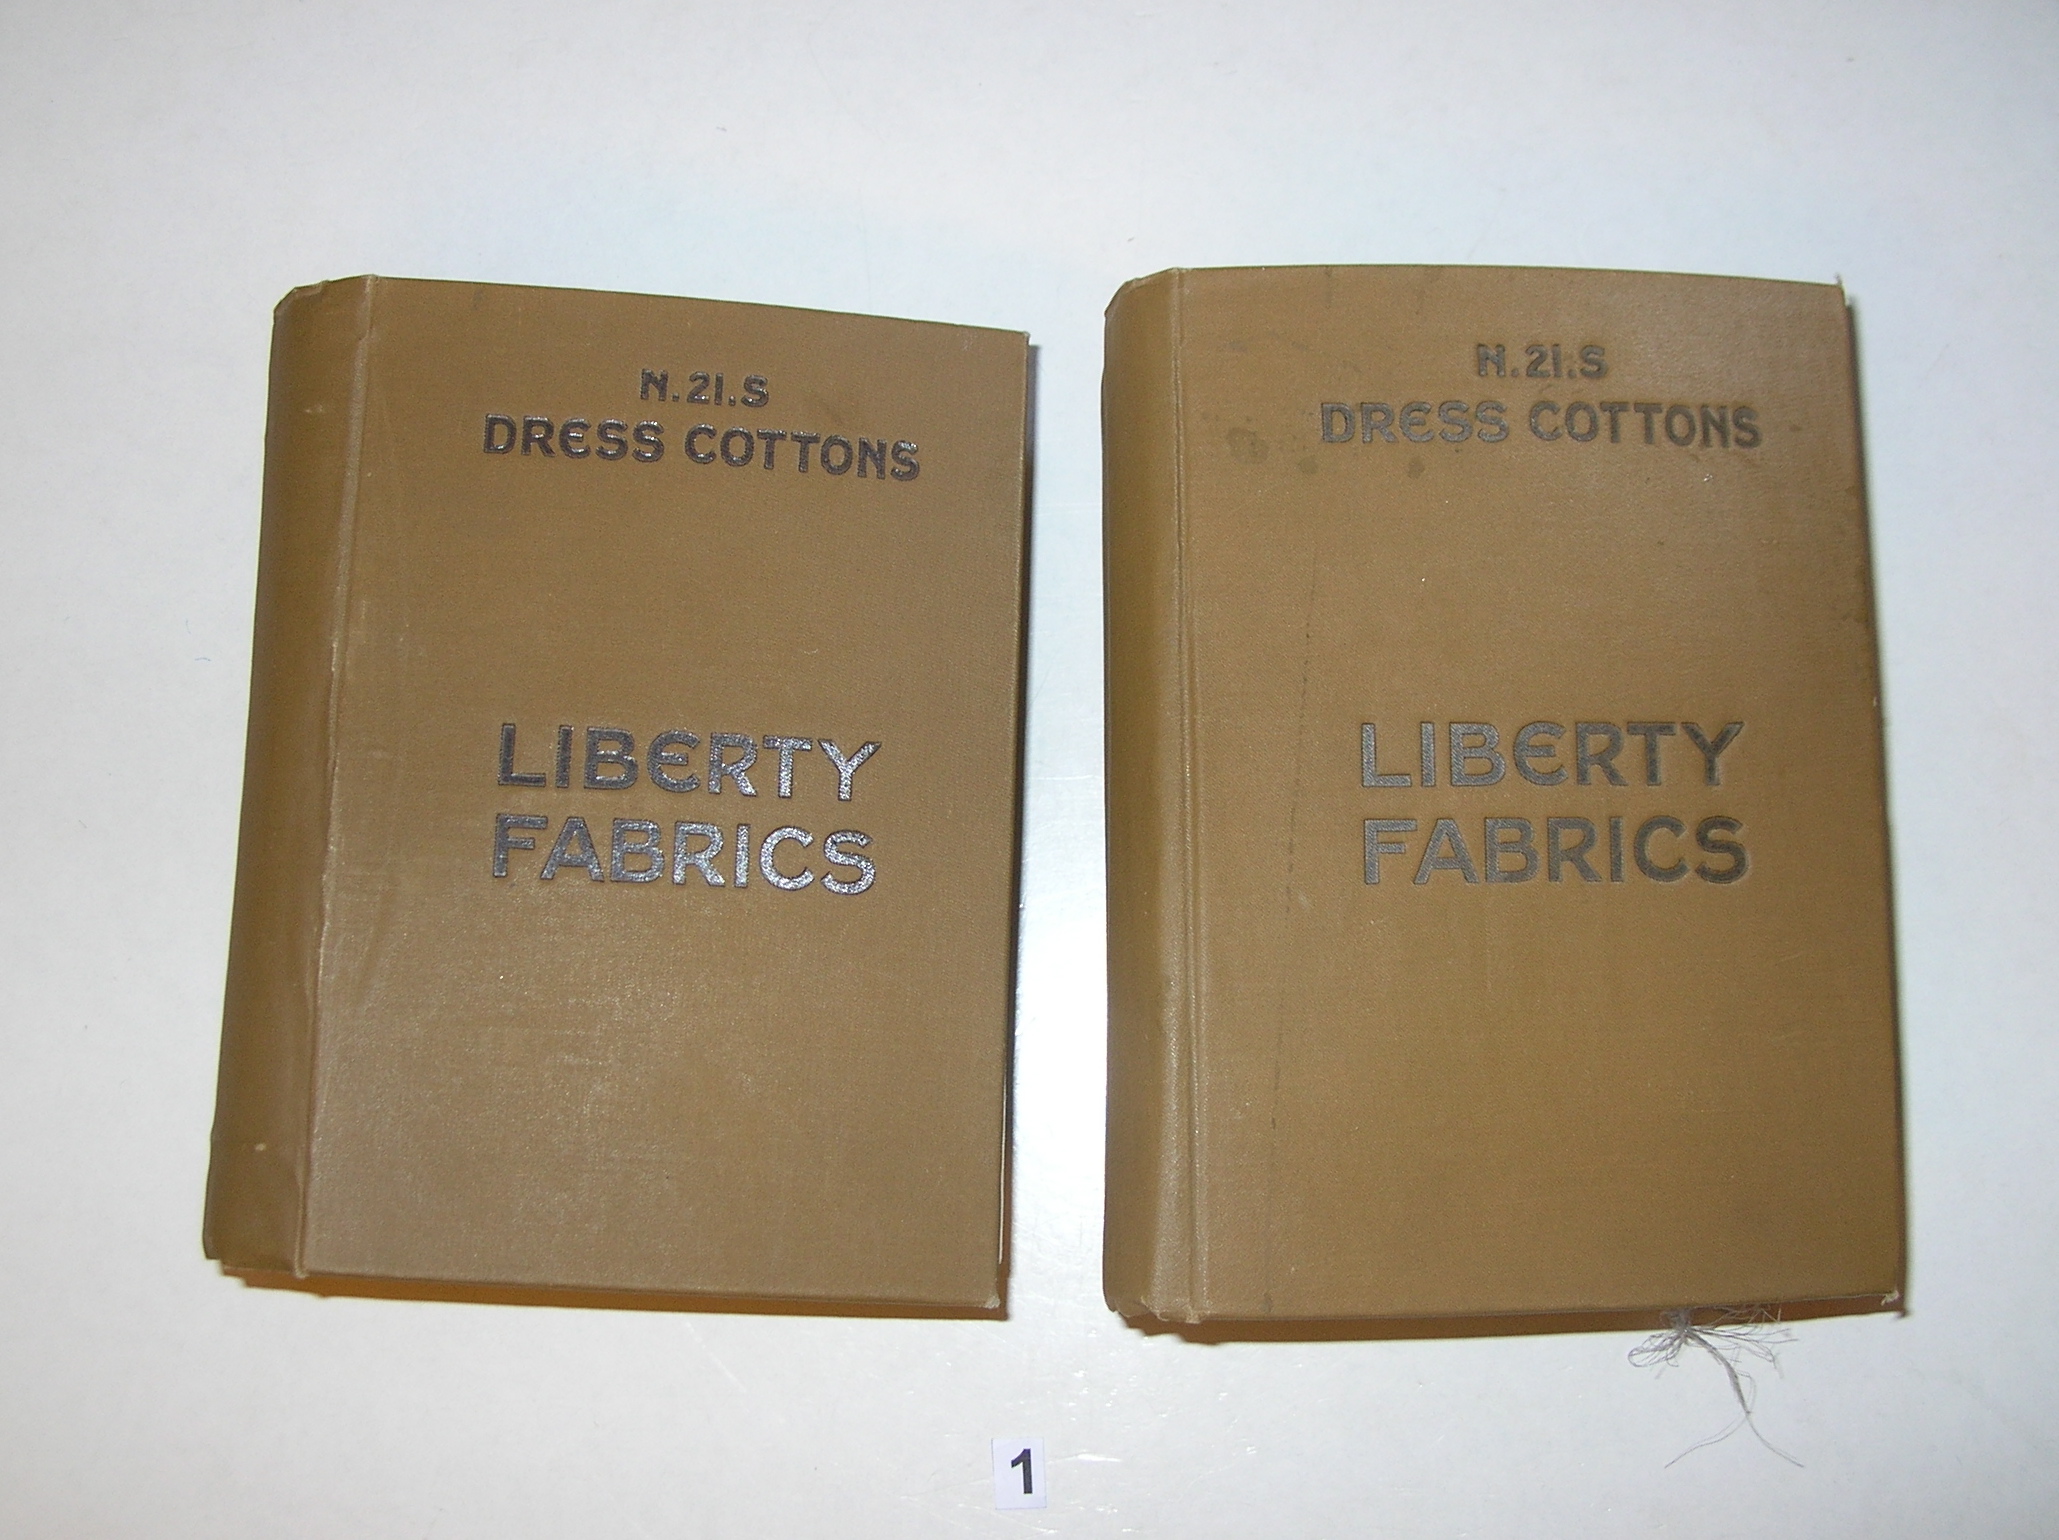 N.21.S
DRESS COTTONS
LIBERTY
FABRICS
N.21.S
DRESS COTTONS
LIBERTY
FABRICS
1